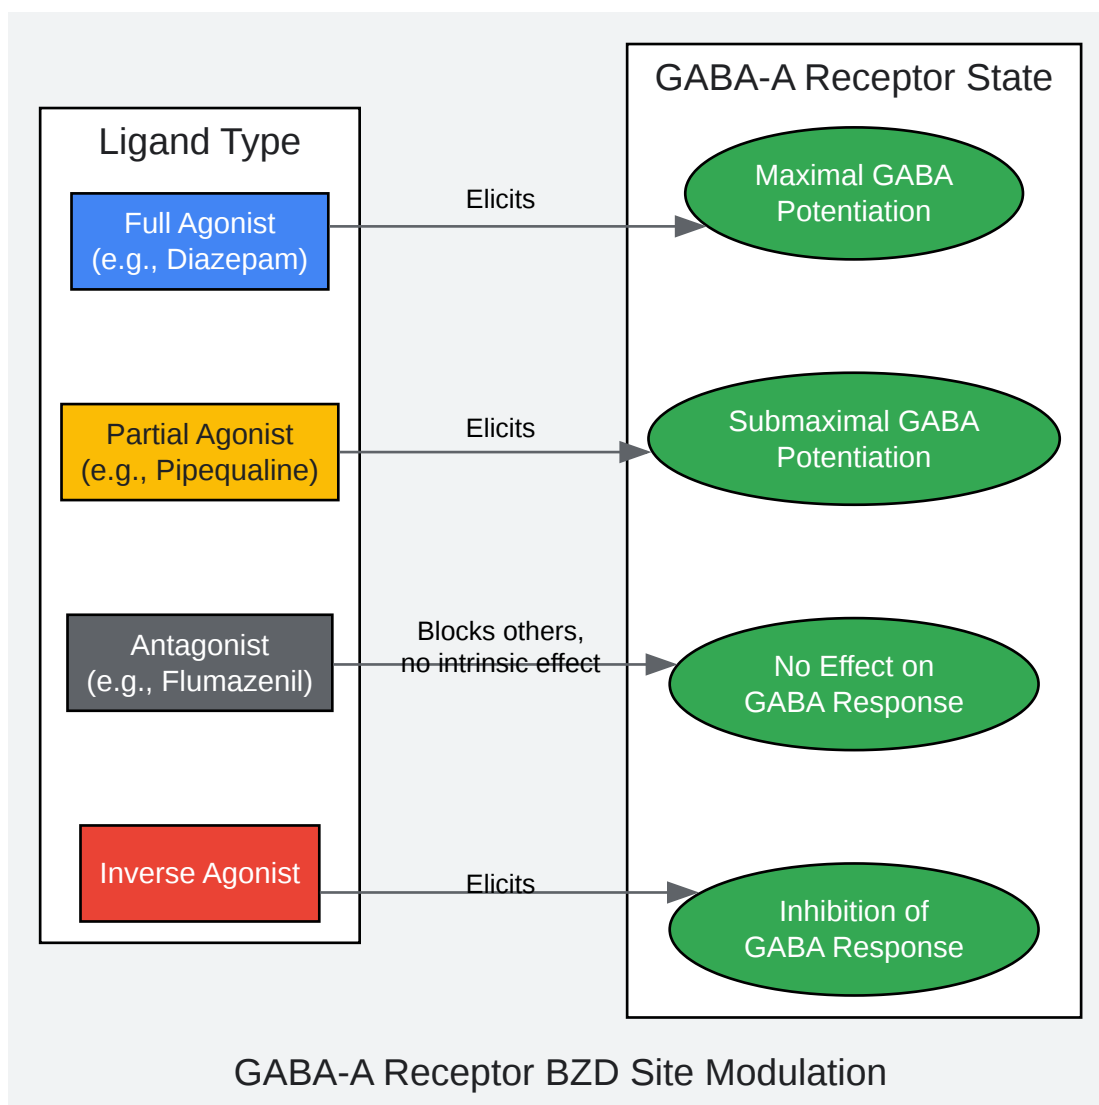 GABA-A Receptor State
Ligand Type
Full Agonist
(e.g., Diazepam)
Elicits
Maximal GABA
Potentiation
Partial Agonist
(e.g., Pipequaline)
Elicits
Submaximal GABA
Potentiation
Antagonist
(e.g., Flumazenil)
Blocks others,
no intrinsic effect
No Effect on
GABA Response
Inverse Agonist
Elicits
Inhibition of
GABA Response
GABA-A Receptor BZD Site Modulation